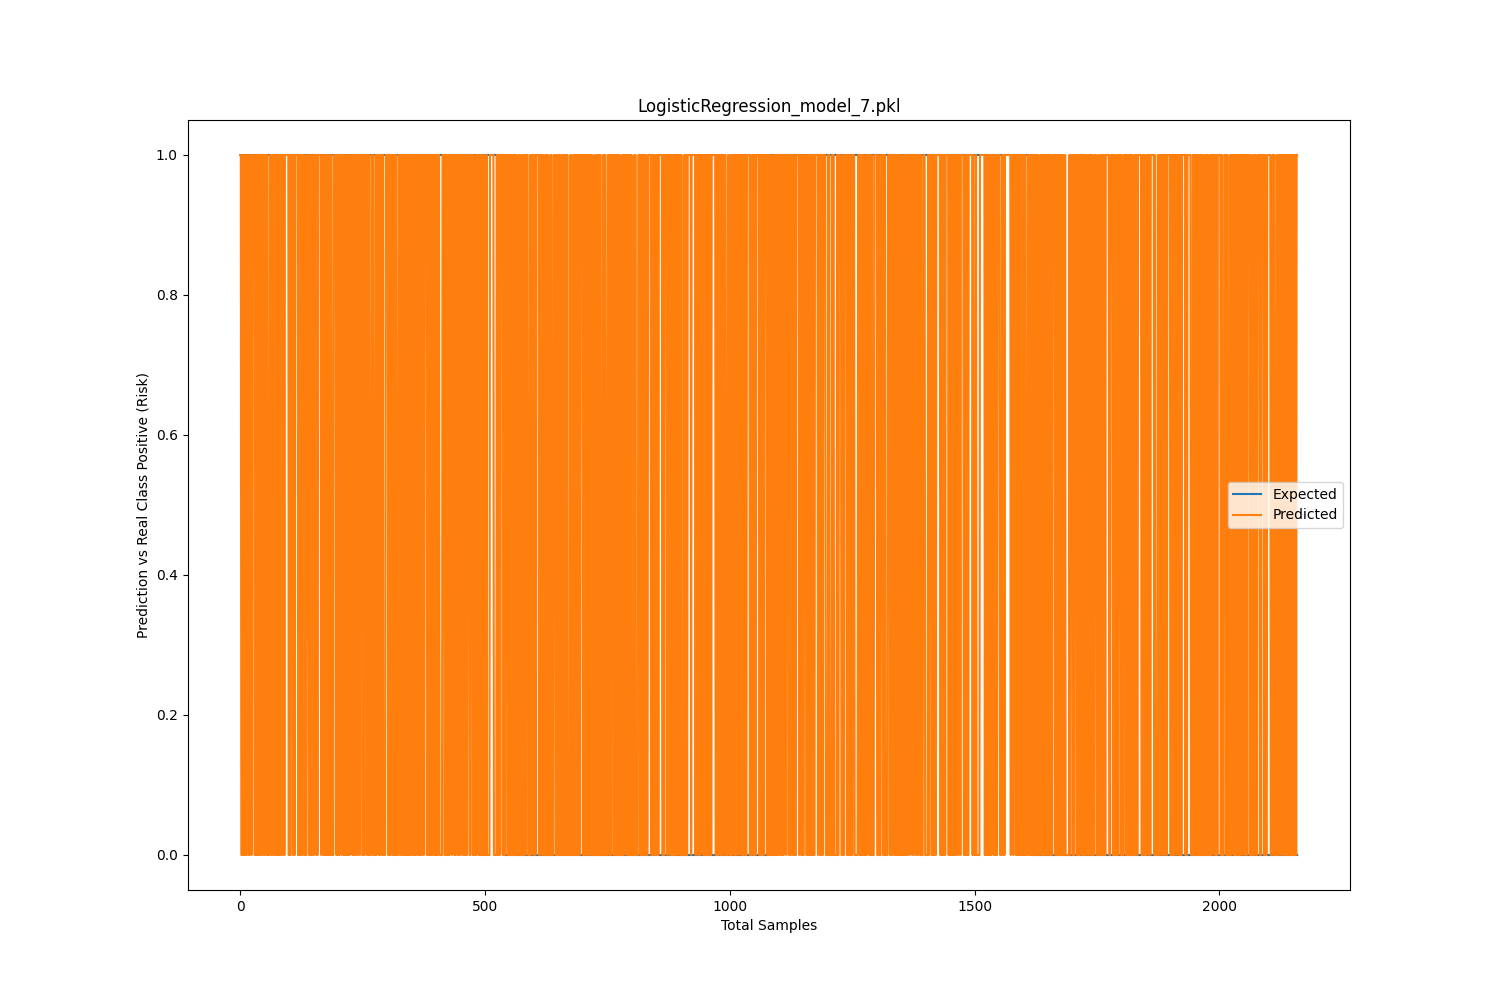 LogisticRegression_model_7.pkl
1.0
0.8
0.6
0.4
0.2
0.0
Prediction vs Real Class Positive (Risk)
Expected
Predicted
0
500
1000
1500
2000
Total Samples